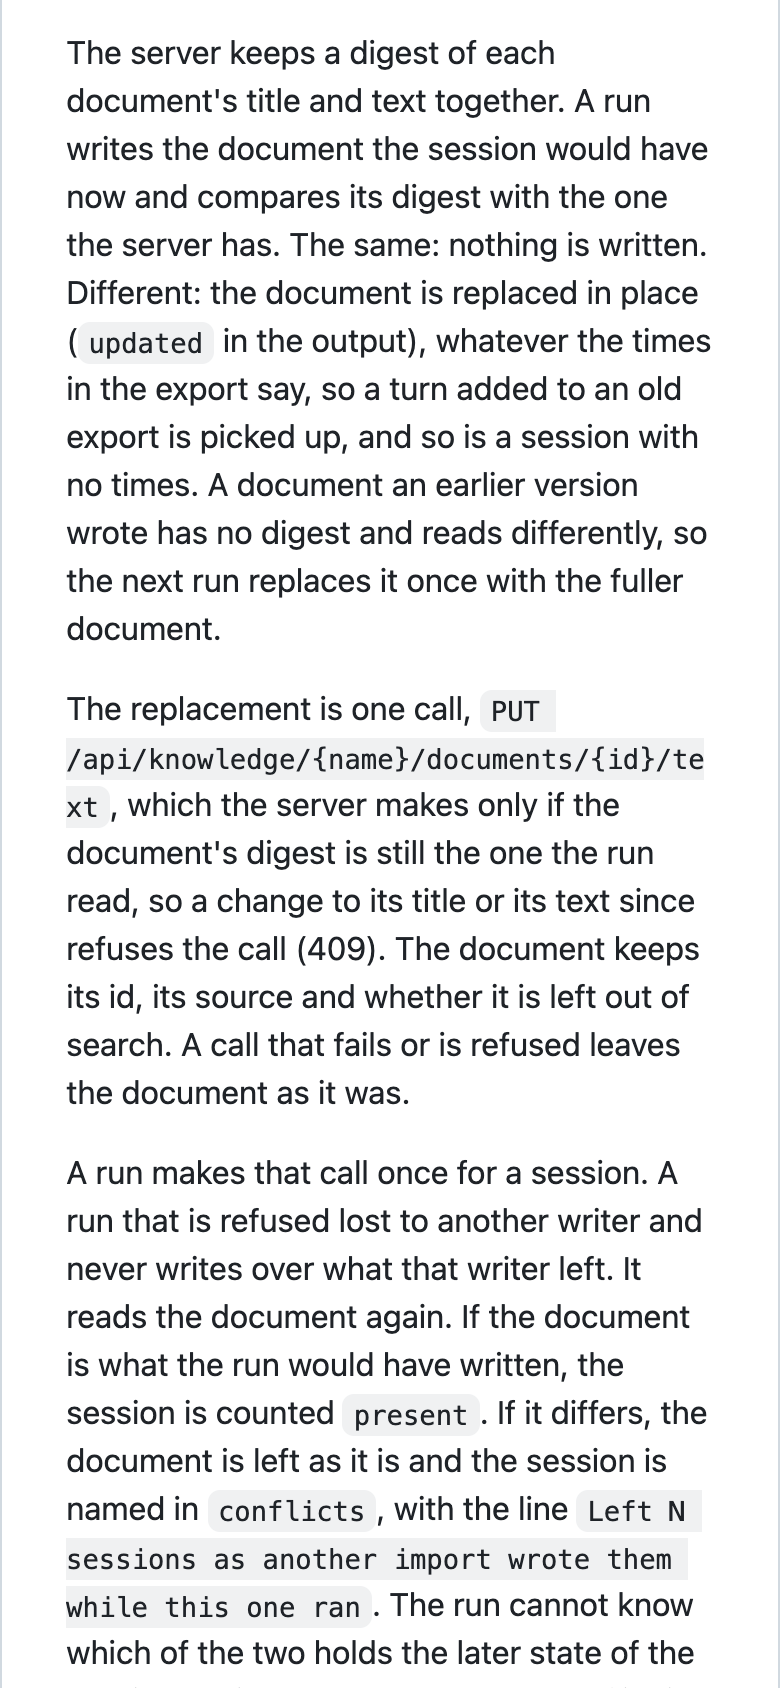 The server keeps a digest of each
document's title and text together. A run
writes the document the session would have
now and compares its digest with the one
the server has. The same: nothing is written.
Different: the document is replaced in place
(updated in the output), whatever the times
in the export say, so a turn added to an old
export is picked up, and so is a session with
no times. A document an earlier version
wrote has no digest and reads differently, so
the next run replaces it once with the fuller
document.
The replacement is one call, PUT
/api/knowledge/{name}/documents/{id}/te
xt, which the server makes only if the
document's digest is still the one the run
read, so a change to its title or its text since
refuses the call (409). The document keeps
its id, its source and whether it is left out of
search. A call that fails or is refused leaves
the document as it was.
A run makes that call once for a session. A
run that is refused lost to another writer and
never writes over what that writer left. It
reads the document again. If the document
is what the run would have written, the
session is counted present. If it differs, the
document is left as it is and the session is
named in conflicts, with the line Left N
sessions as another import wrote them
while this one ran. The run cannot know
which of the two holds the later state of the